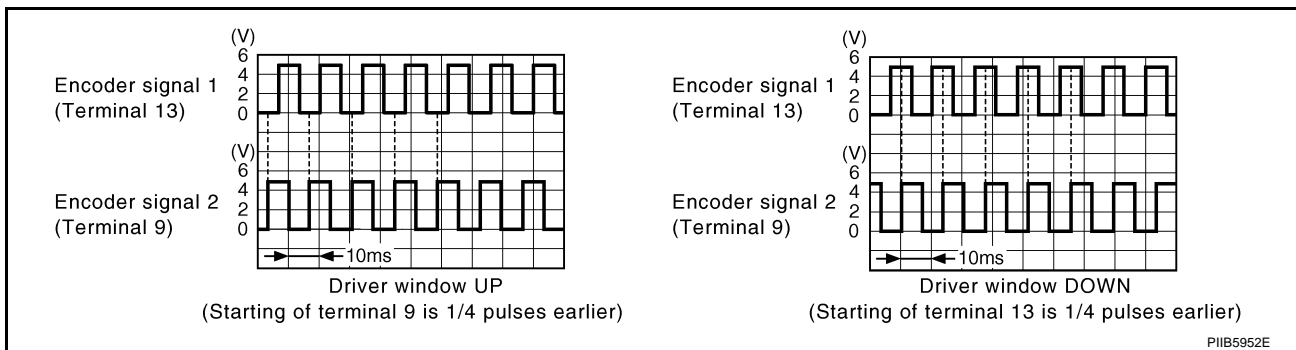 (V)
6
4
2
0
Encoder signal 1
(Terminal 13)
(V)
6
4
2
0
Encoder signal 2
(Terminal 9)
10ms
Driver window UP
(Starting of terminal 9 is 1/4 pulses earlier)
(V)
6
4
2
0
Encoder signal 1
(Terminal 13)
(V)
6
4
2
0
Encoder signal 2
(Terminal 9)
10ms
Driver window DOWN
(Starting of terminal 13 is 1/4 pulses earlier)
PIIB5952E